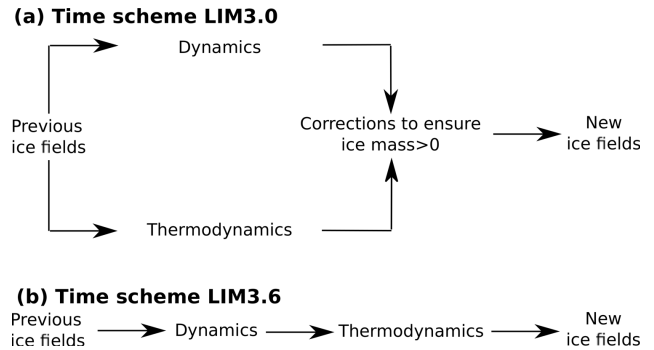 (a) Time scheme LIM3.0
Dynamics
Previous
ice fields
Corrections to ensure
ice mass>0
New
ice fields
Thermodynamics
(b) Time scheme LIM3.6
Previous
ice fields
Dynamics
Thermodynamics
New
ice fields